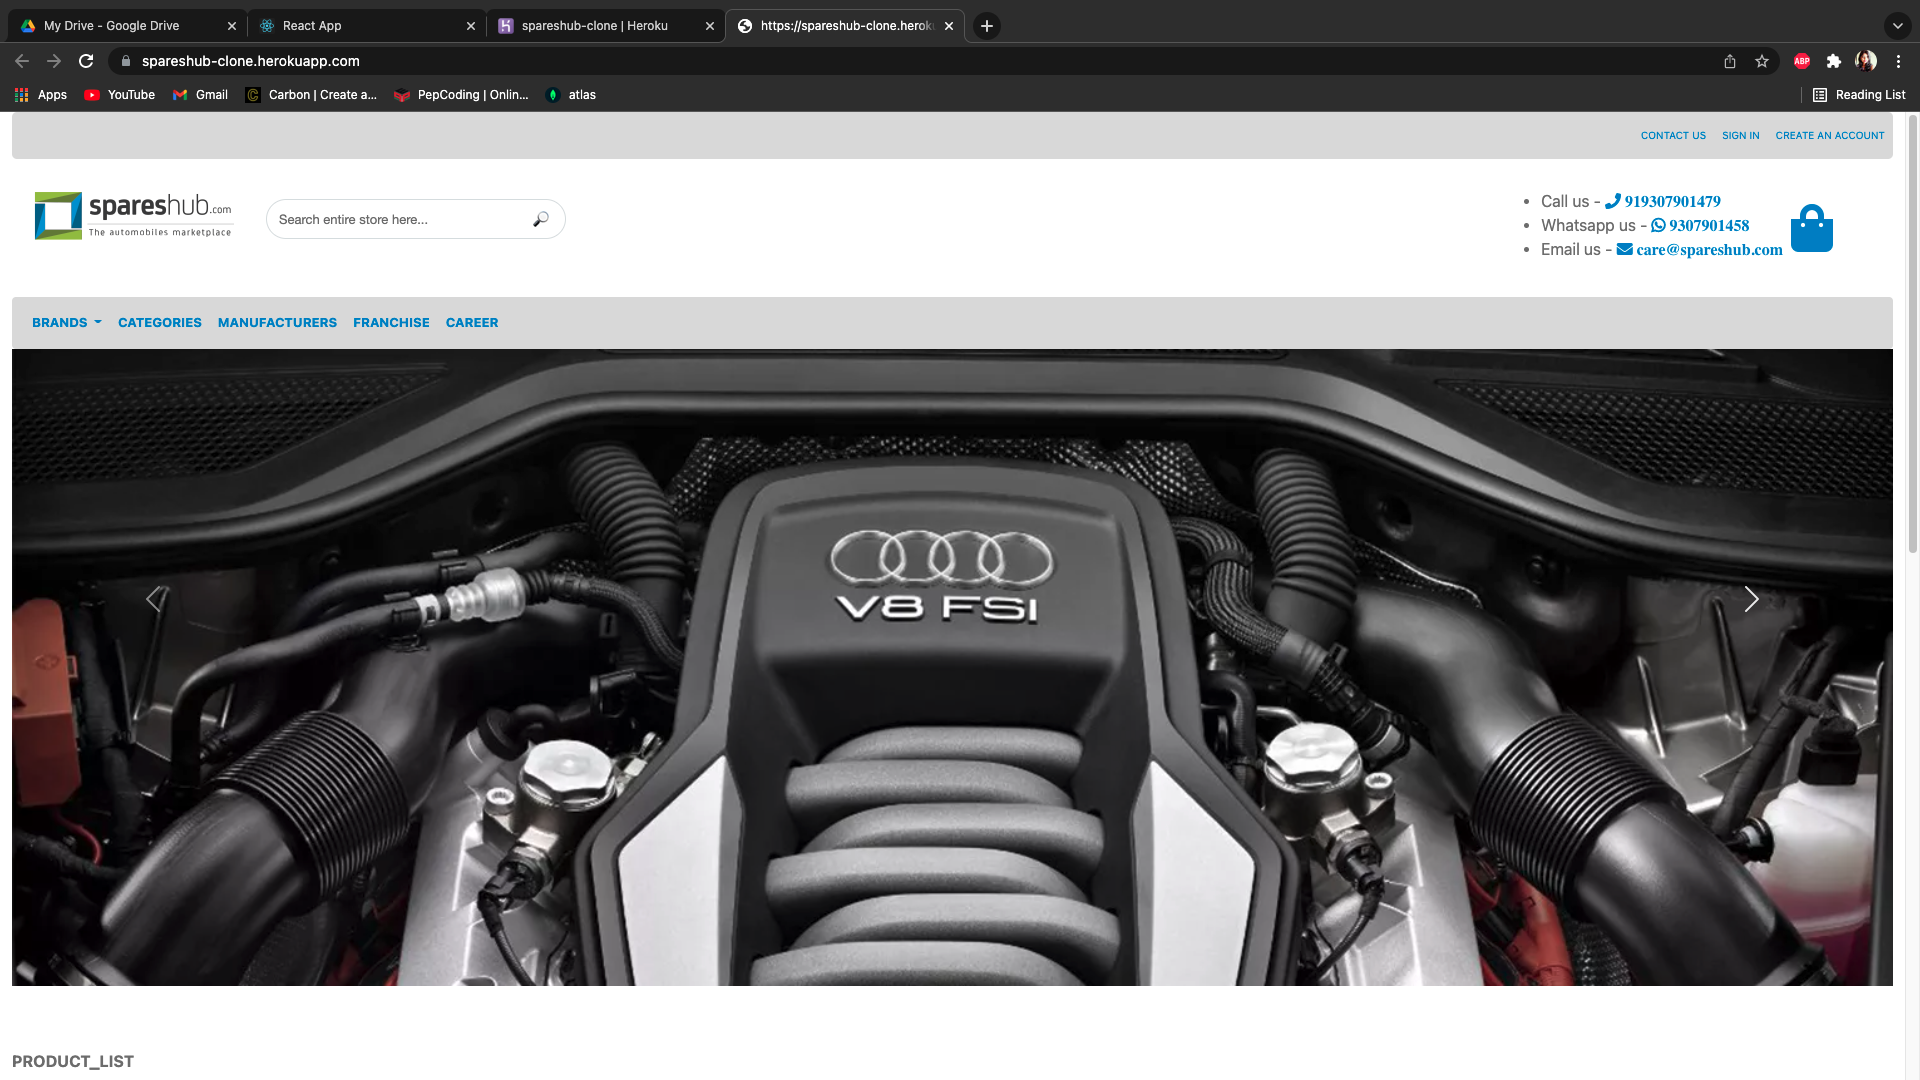 My Drive - Google Drive
React App
spareshub-clone | Heroku
https://spareshub-clone.herok
spareshub-clone.herokuapp.com
ABP
Apps
YouTube
Gmail
Carbon | Create a...
PepCoding | Onlin...
atlas
Reading List
CONTACT US SIGN IN CREATE AN ACCOUNT
spareshub.com
The automobiles marketplace
Search entire store here...
• Call us - 919307901479
• Whatsapp us - 9307901458
• Email us - care@spareshub.com
BRANDS CATEGORIES MANUFACTURERS FRANCHISE CAREER
V8 FSI
PRODUCT_LIST